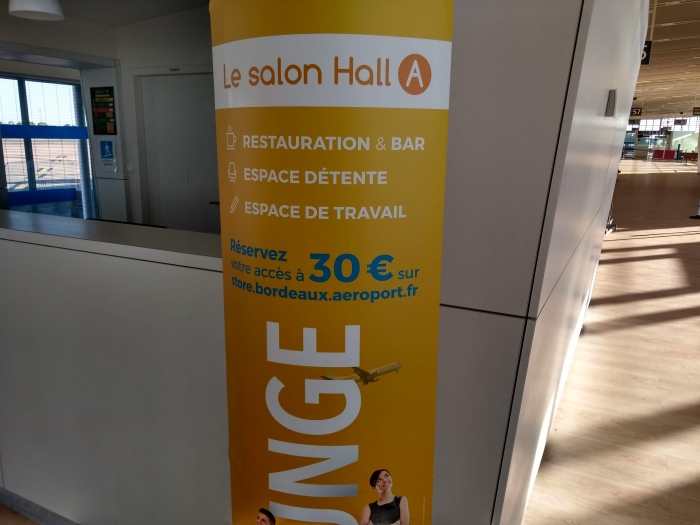 Le salon Hall A
RESTAURATION & BAR
ESPACE DÉTENTE
ESPACE DE TRAVAIL
Réservez
votre accès à 30 € sur
store.bordeaux.aeroport.fr
UNGE